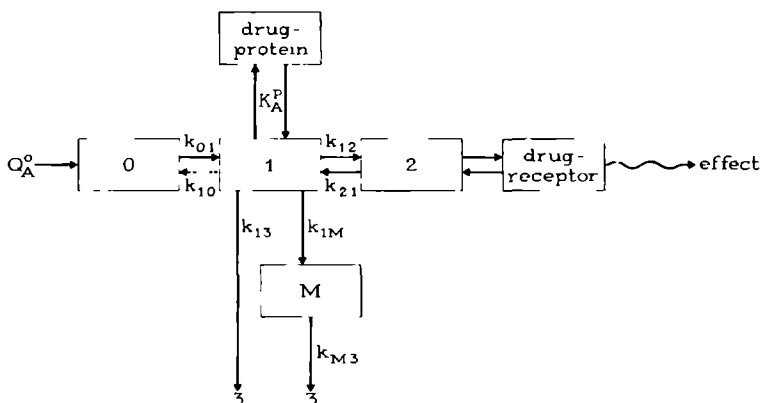 drug-
protein
K_A^P
Q_A^o
0
k_01
k_10
1
k_12
k_21
2
drug-
receptor
effect
k_13
k_1M
M
k_M3
3
3